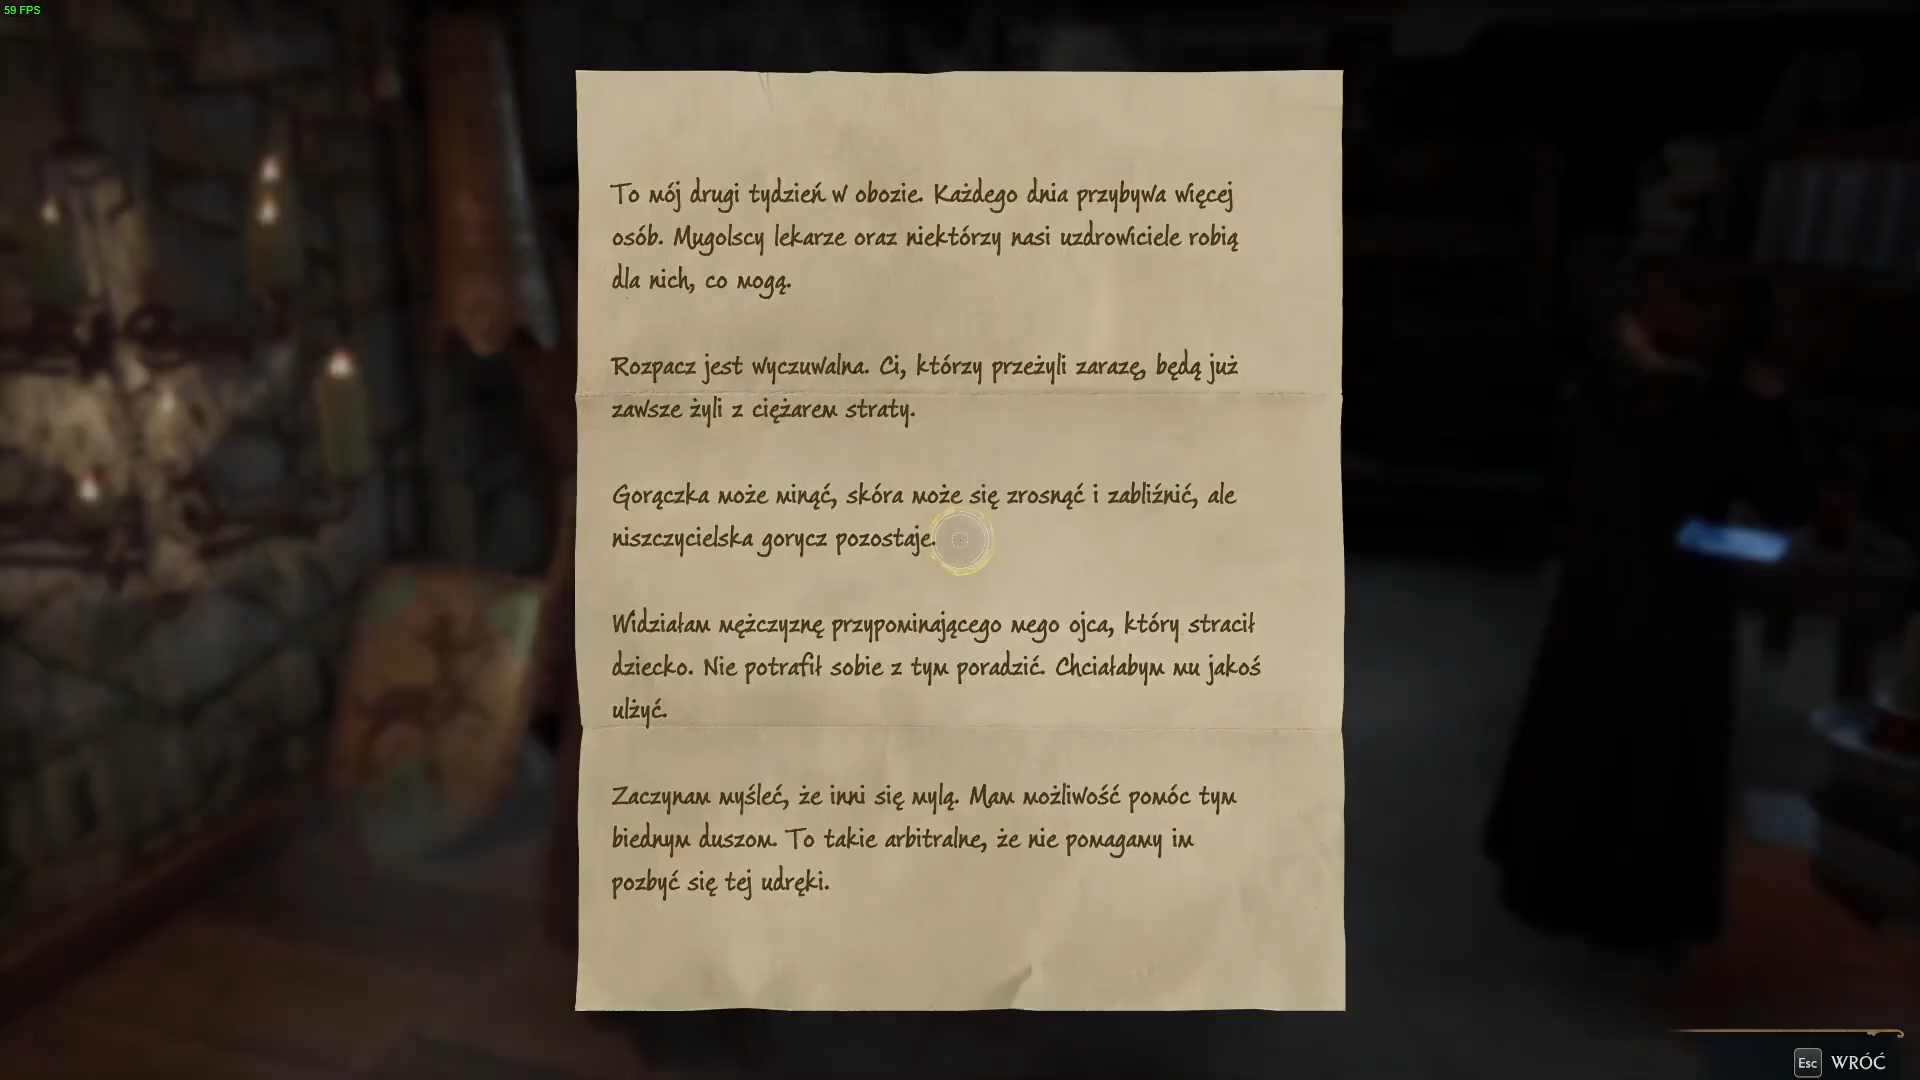 59 FPS
To mój drugi tydzień w obozie. Każdego dnia przybywa więcej
osób. Mugolscy lekarze oraz niektórzy nasi uzdrowiciele robią
dla nich, co mogą.
Rozpacz jest wyczuwalna. Ci, którzy przeżyli zarazę, będą już
zawsze żyli z ciężarem straty.
Gorączka może minąć, skóra może się zrosnąć i zabliźnić, ale
niszczycielska gorycz pozostaje.
Widziałam mężczyznę przypominającego mego ojca, który stracił
dziecko. Nie potrafił sobie z tym poradzić. Chciałabym mu jakoś
ulżyć.
Zaczynam myśleć, że inni się mylą. Mam możliwość pomóc tym
biednym duszom. To takie arbitralne, że nie pomagamy im
pozbyć się tej udręki.
Esc WRÓĆ